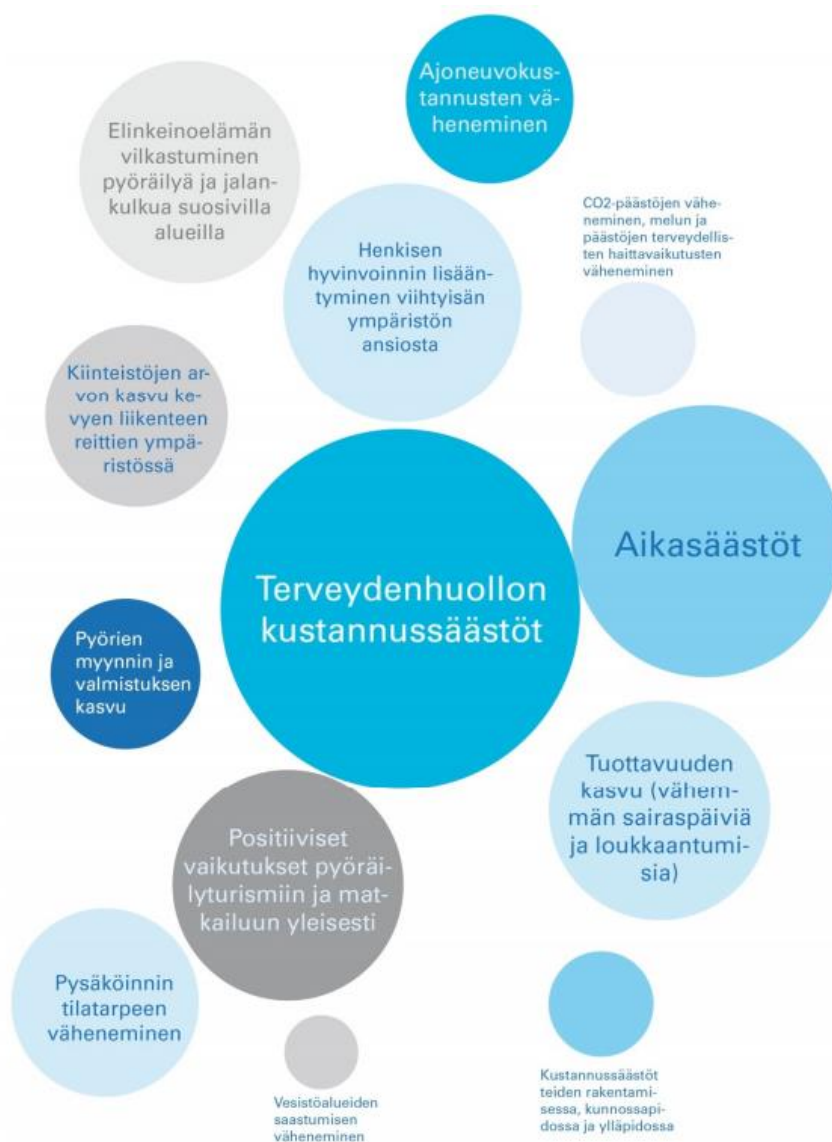 Ajoneuvokus-
tannusten vä-
heneminen
Elinkeinoelämän
vilkastuminen
pyöräilyä ja jalan-
kulkua suosivilla
alueilla
CO2-päästöjen vähe-
neminen, melun ja
päästöjen terveydellis-
ten haittavaikutusten
väheneminen
Henkisen
hyvinvoinnin lisään-
tyminen viihtyisän
ympäristön
ansiosta
Kiinteistöjen ar-
von kasvu ke-
vyen liikenteen
reittien ympä-
ristössä
Aikasäästöt
Terveydenhuollon
kustannussäästöt
Pyörien
myynnin ja
valmistuksen
kasvu
Tuottavuuden
kasvu (vähem-
män sairaspäiviä
ja loukkaantumi-
sia)
Positiiviset
vaikutukset pyöräi-
lyturismiin ja mat-
kailuun yleisesti
Pysäköinnin
tilatarpeen
väheneminen
Kustannussäästöt
teiden rakentami-
sessa, kunnossapi-
dossa ja ylläpidossa
Vesistöalueiden
saastumisen
väheneminen